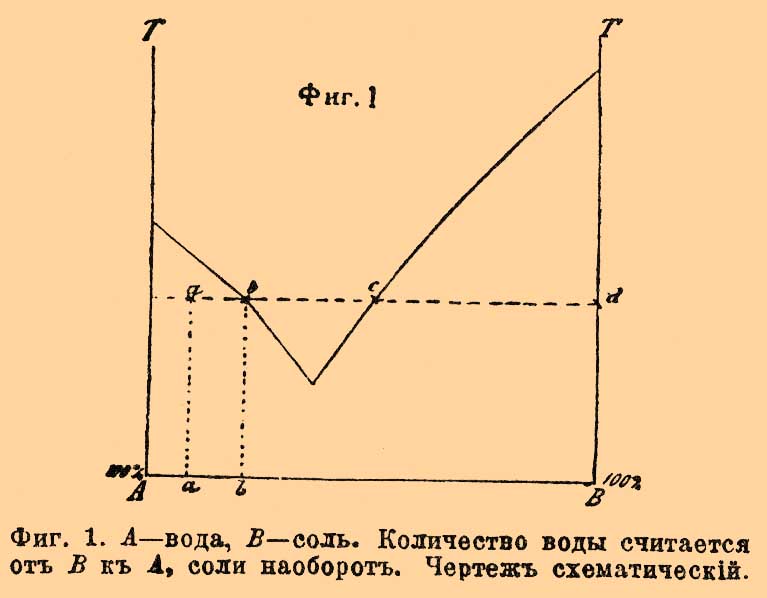 T T
Фиг. 1
a b c d
100% 100%
A a b B
Фиг. 1. А—вода, В—соль. Количество воды считается
отъ В къ А, соли наоборотъ. Чертежъ схематическій.